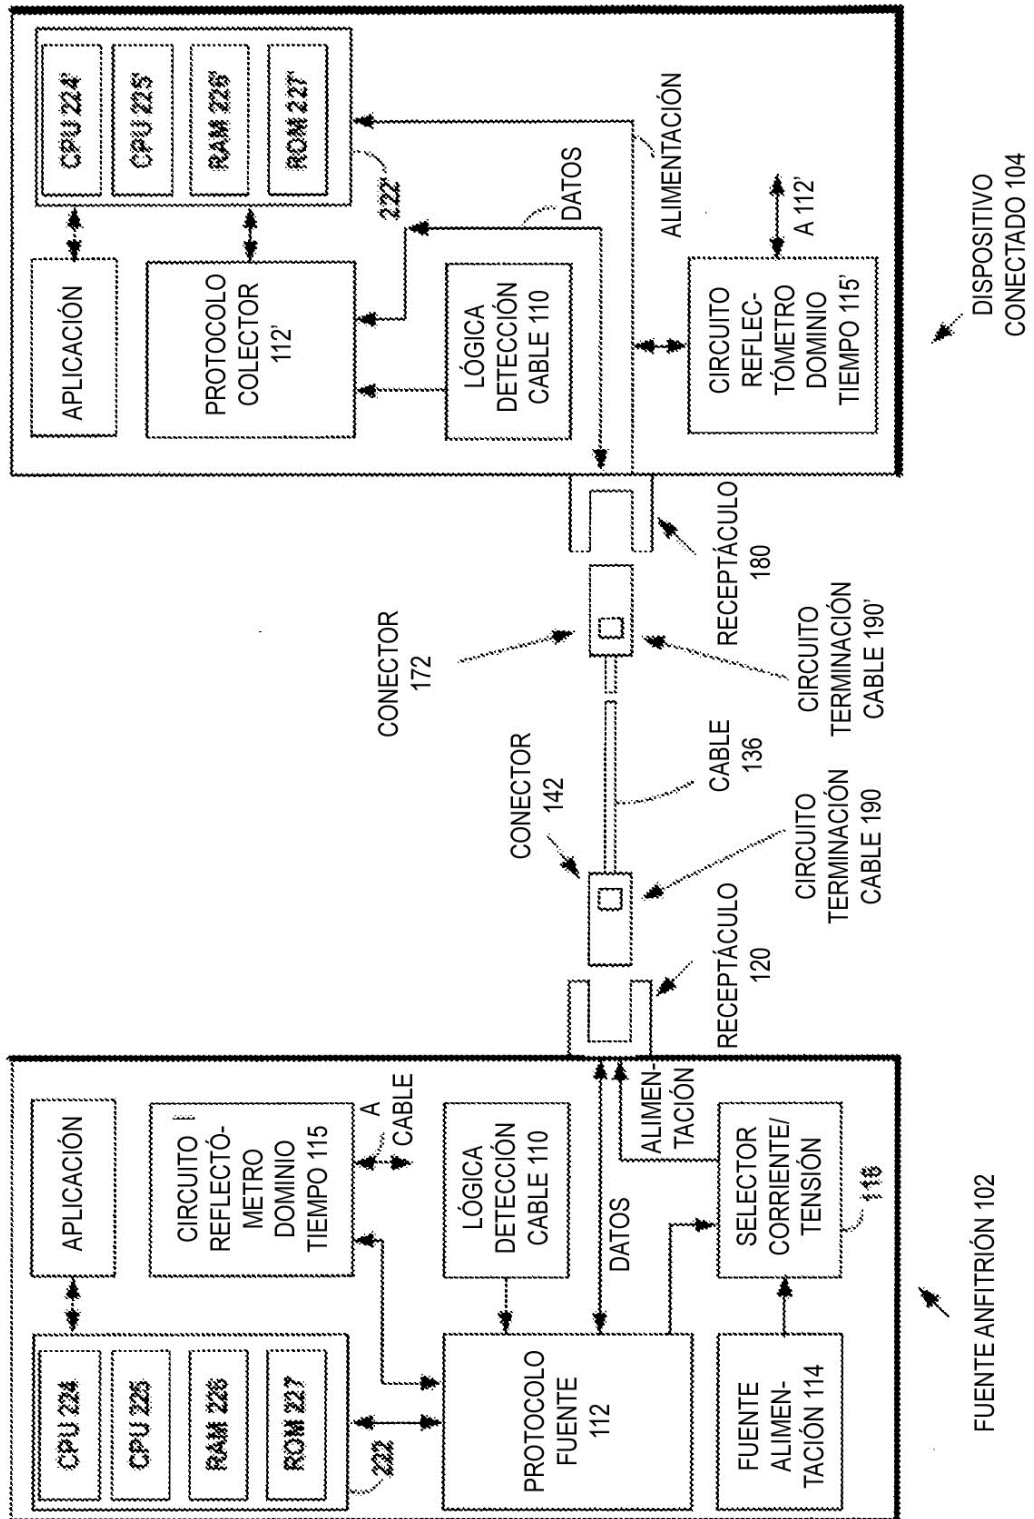 CPU 224
CPU 225
RAM 226
ROM 227
222
APLICACIÓN
CIRCUITO
REFLECTÓ-
METRO
DOMINIO
TIEMPO 115
A
CABLE
PROTOCOLO
FUENTE
112
LÓGICA
DETECCIÓN
CABLE 110
DATOS
ALIMEN-
TACIÓN
FUENTE
ALIMEN-
TACIÓN 114
SELECTOR
CORRIENTE/
TENSIÓN
116
FUENTE ANFITRIÓN 102
RECEPTÁCULO
120
CONECTOR
142
CIRCUITO
TERMINACIÓN
CABLE 190
CABLE
136
CONECTOR
172
CIRCUITO
TERMINACIÓN
CABLE 190'
RECEPTÁCULO
180
APLICACIÓN
CPU 224'
CPU 225'
RAM 226'
ROM 227'
222'
PROTOCOLO
COLECTOR
112'
LÓGICA
DETECCIÓN
CABLE 110
DATOS
ALIMENTACIÓN
CIRCUITO
REFLEC-
TÓMETRO
DOMINIO
TIEMPO 115'
A 112'
DISPOSITIVO
CONECTADO 104